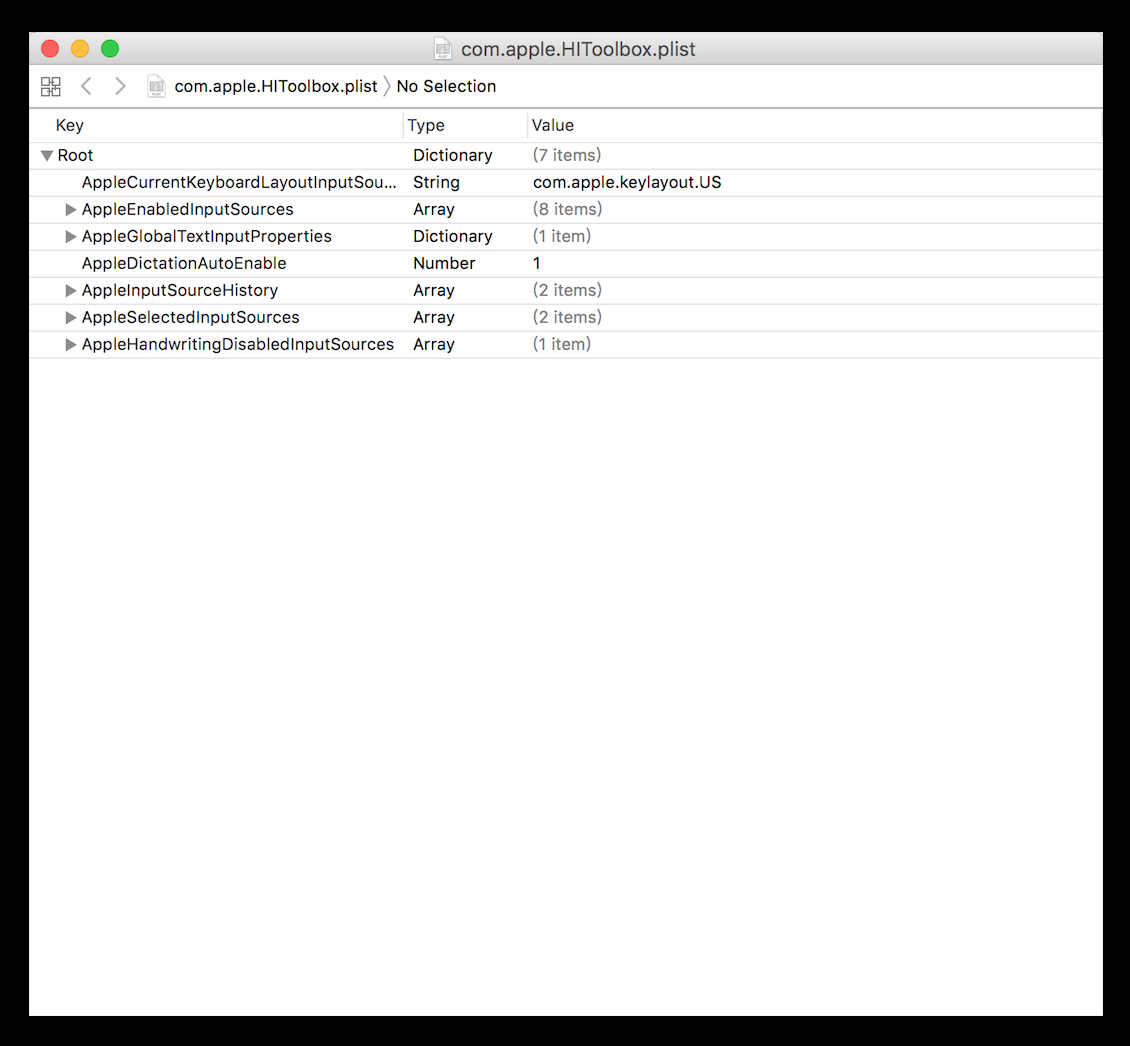 com.apple.HIToolbox.plist
com.apple.HIToolbox.plist No Selection
Key Type Value
Root Dictionary (7 items)
AppleCurrentKeyboardLayoutInputSou... String com.apple.keylayout.US
AppleEnabledInputSources Array (8 items)
AppleGlobalTextInputProperties Dictionary (1 item)
AppleDictationAutoEnable Number 1
AppleInputSourceHistory Array (2 items)
AppleSelectedInputSources Array (2 items)
AppleHandwritingDisabledInputSources Array (1 item)